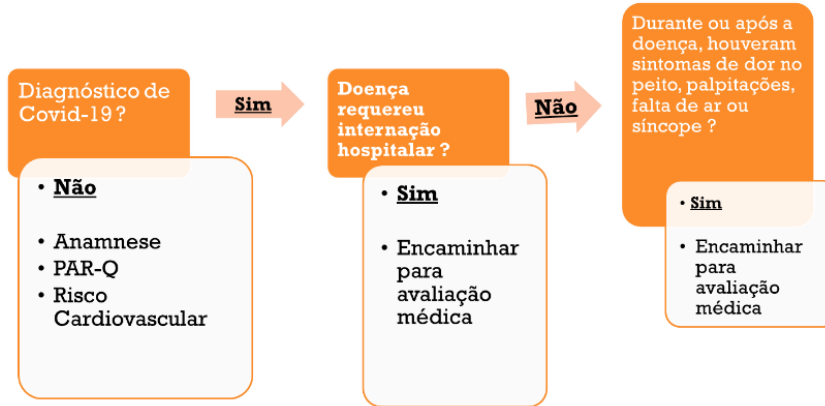 Diagnóstico de
Covid-19?
• Não
• Anamnese
• PAR-Q
• Risco
Cardiovascular
Sim
Doença
requereu
internação
hospitalar ?
• Sim
• Encaminhar
para
avaliação
médica
Não
Durante ou após a
doença, houveram
sintomas de dor no
peito, palpitações,
falta de ar ou
síncope ?
• Sim
• Encaminhar
para
avaliação
médica